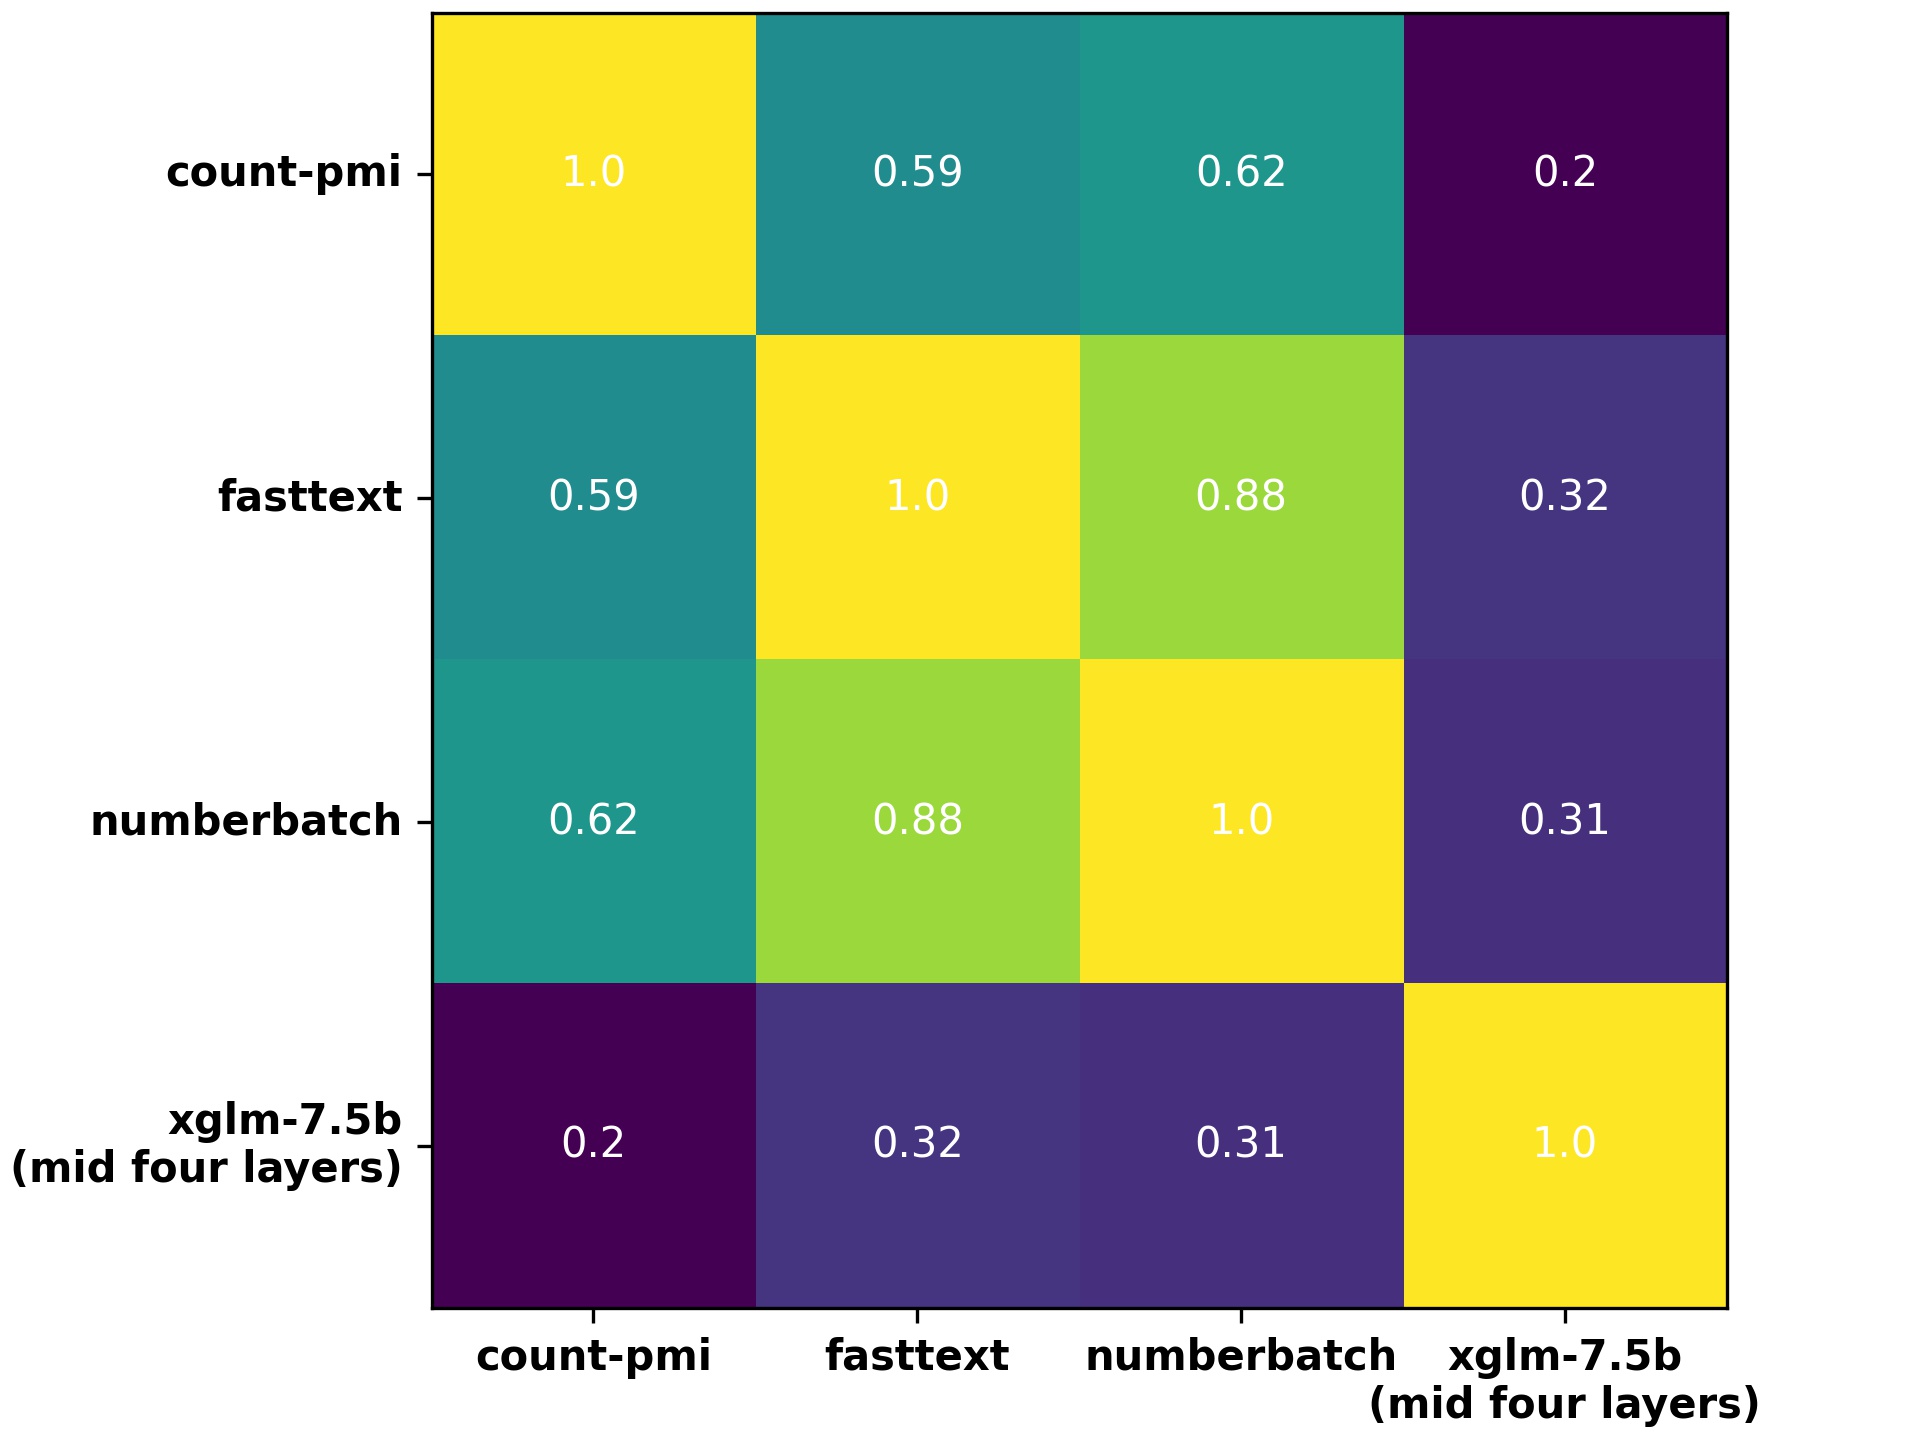 count-pmi
1.0 0.59 0.62 0.2
fasttext
0.59 1.0 0.88 0.32
numberbatch
0.62 0.88 1.0 0.31
xglm-7.5b
(mid four layers)
0.2 0.32 0.31 1.0
count-pmi fasttext numberbatch xglm-7.5b
(mid four layers)